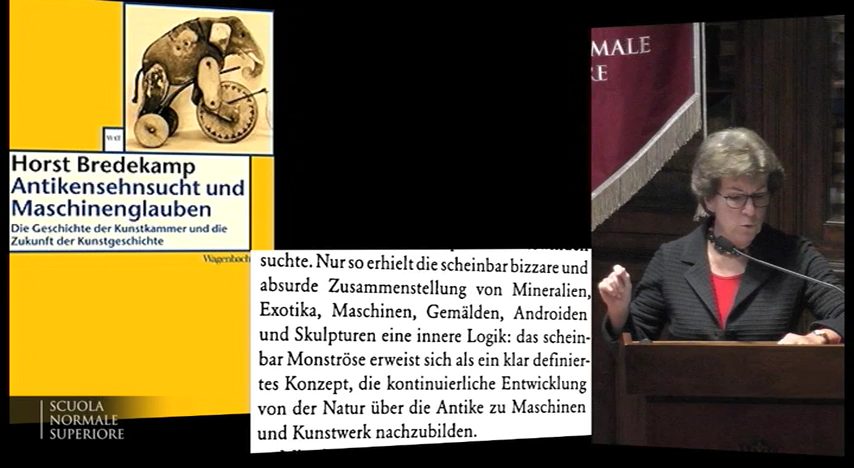 WAT
Horst Bredekamp
Antikensehnsucht und
Maschinenglauben
Die Geschichte der Kunstkammer und die
Zukunft der Kunstgeschichte
Wagenbach
suchte. Nur so erhielt die scheinbar bizzare und
absurde Zusammenstellung von Mineralien,
Exotika, Maschinen, Gemälden, Androiden
und Skulpturen eine innere Logik: das schein-
bar Monströse erweist sich als ein klar definier-
tes Konzept, die kontinuierliche Entwicklung
von der Natur über die Antike zu Maschinen
und Kunstwerk nachzubilden.
MALE
RE
SCUOLA
NORMALE
SUPERIORE